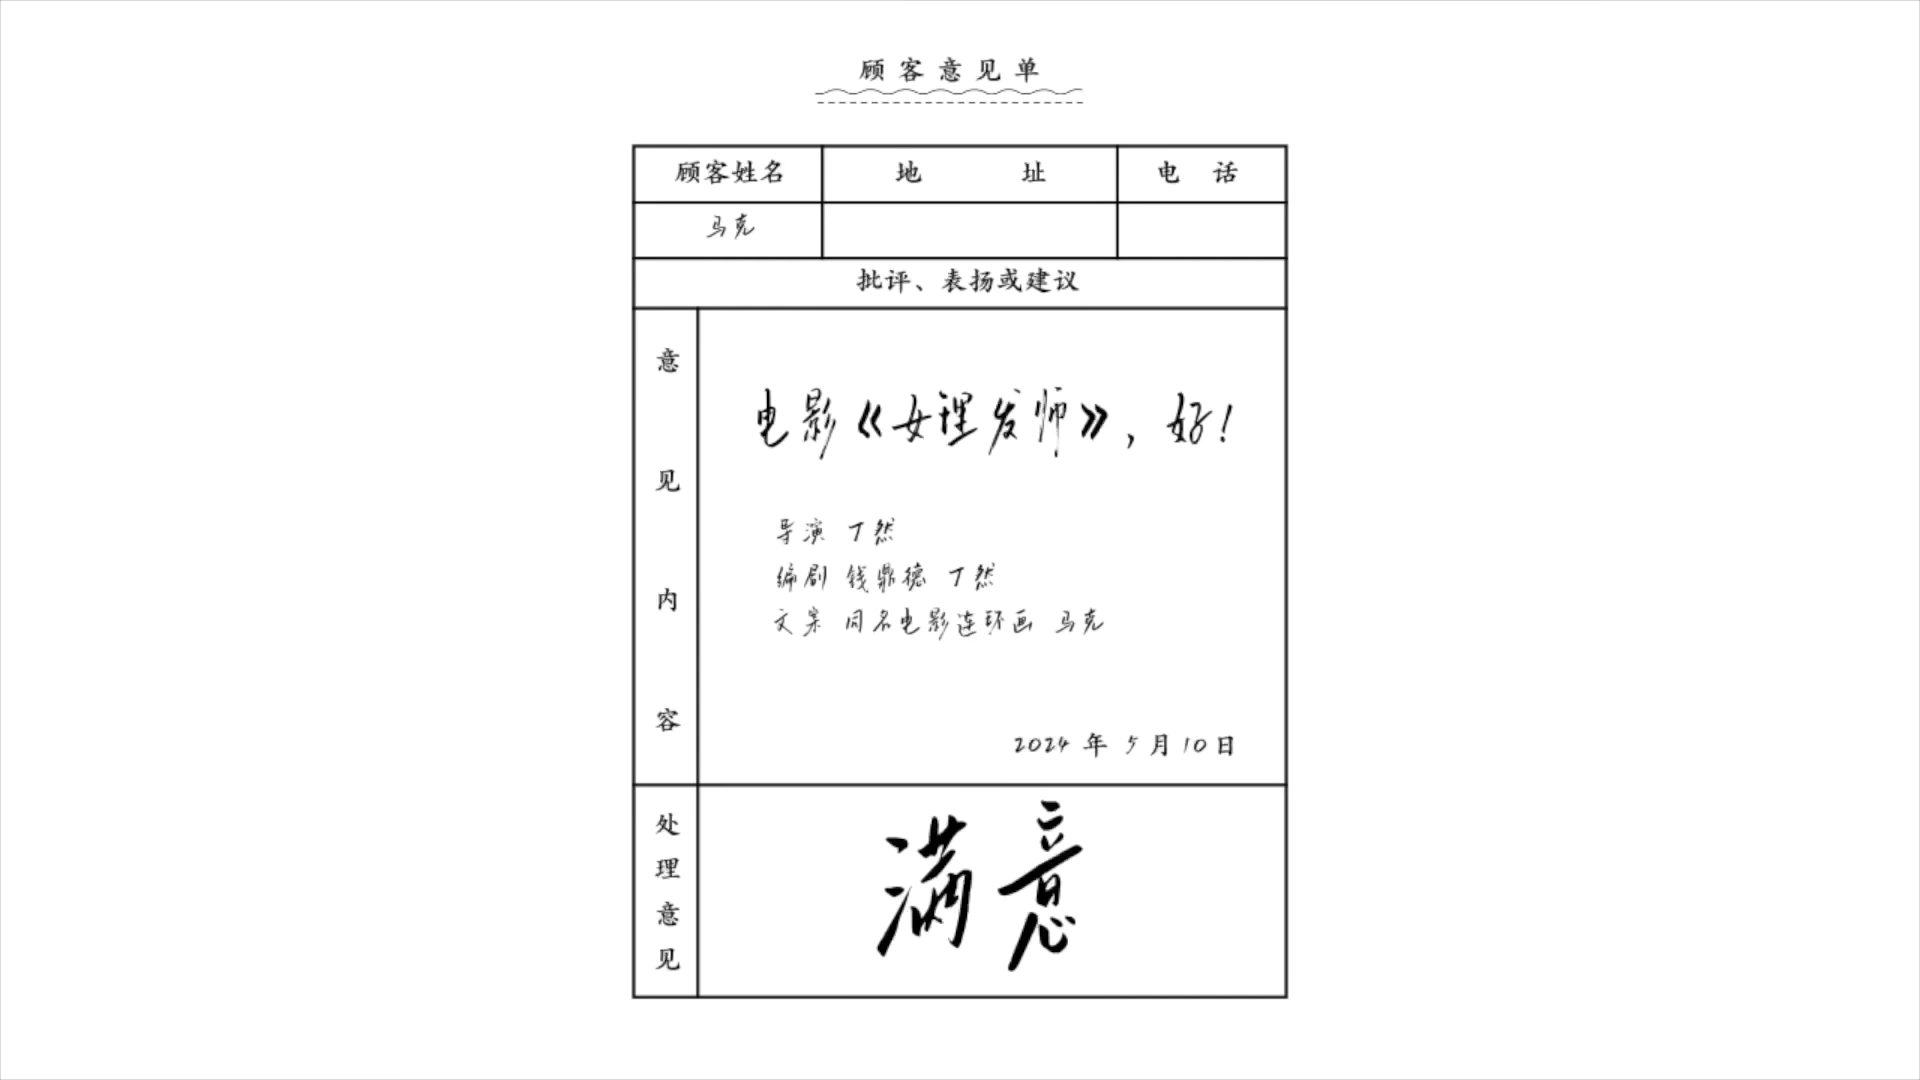 顾客意见单
顾客姓名 地址 电话
马克
批评、表扬或建议
意见内容
电影《女理发师》，好！
导演 丁然
编剧 钱鼎德 丁然
文案 同名电影连环画 马克
2024 年 5 月 10 日
处理意见
满意